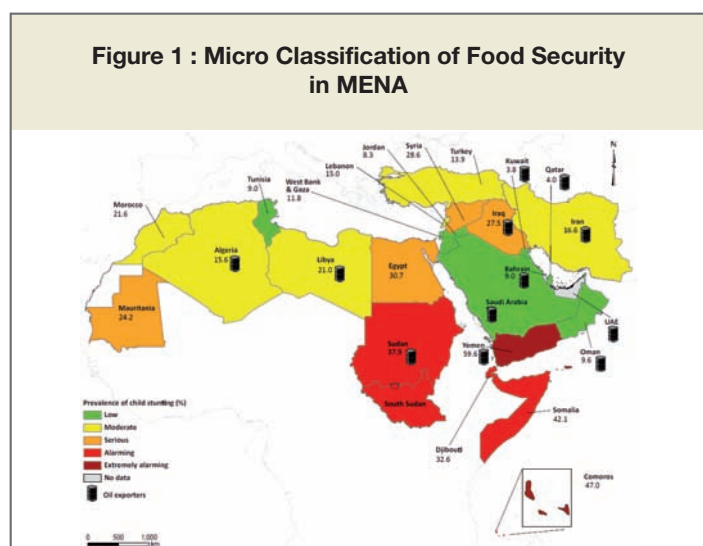 Figure 1 : Micro Classification of Food Security
in MENA
N
Syria
28.6
Turkey
13.9
Kuwait
3.8
Qatar
4.0
Jordan
8.3
Lebanon
15.0
West Bank
& Gaza
11.8
Tunisia
9.0
Morocco
21.6
Algeria
15.6
Libya
21.0
Egypt
30.7
Iraq
27.5
Iran
Bahrain
9.0
Saudi Arabia
UAE
Mauritania
24.2
Sudan
37.9
Yemen
59.6
Oman
9.6
South Sudan
Somalia
42.1
Djibouti
32.6
Comoros
47.0
Prevalence of child stunting (%)
Low
Moderate
Serious
Alarming
Extremely alarming
No data
Oil exporters
0 500 1,000
km